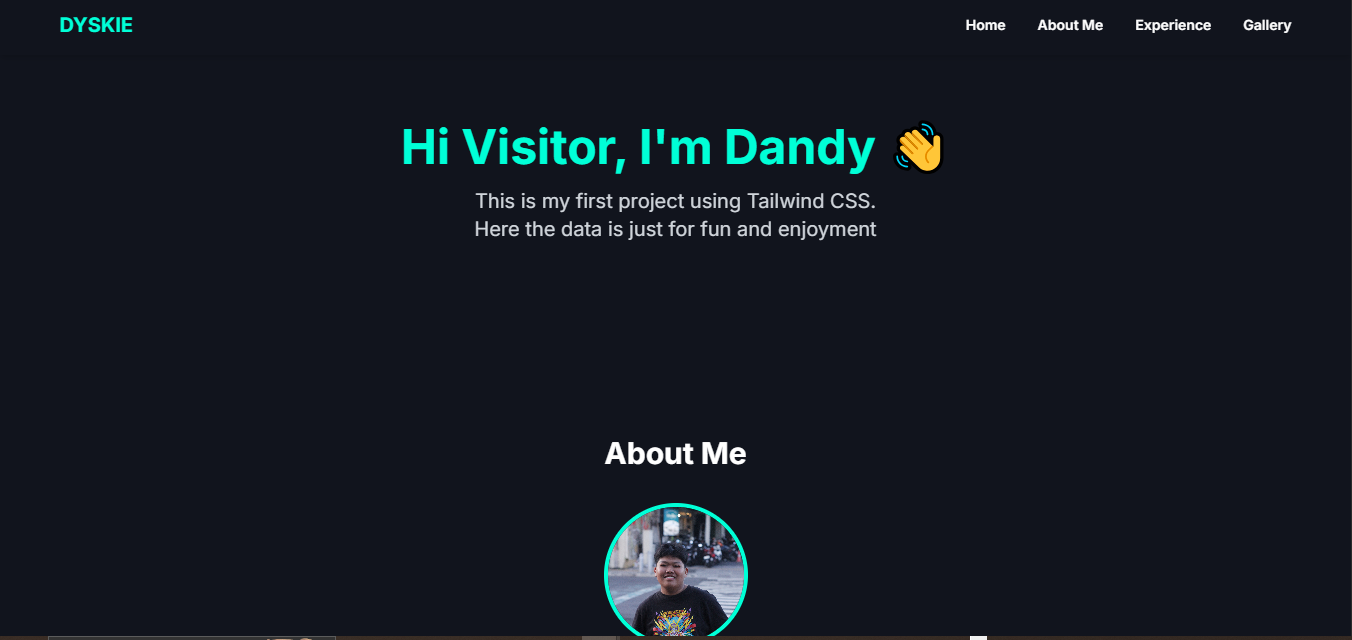 DYSKIE
Home
About Me
Experience
Gallery
Hi Visitor, I'm Dandy 👋
This is my first project using Tailwind CSS.
Here the data is just for fun and enjoyment
About Me